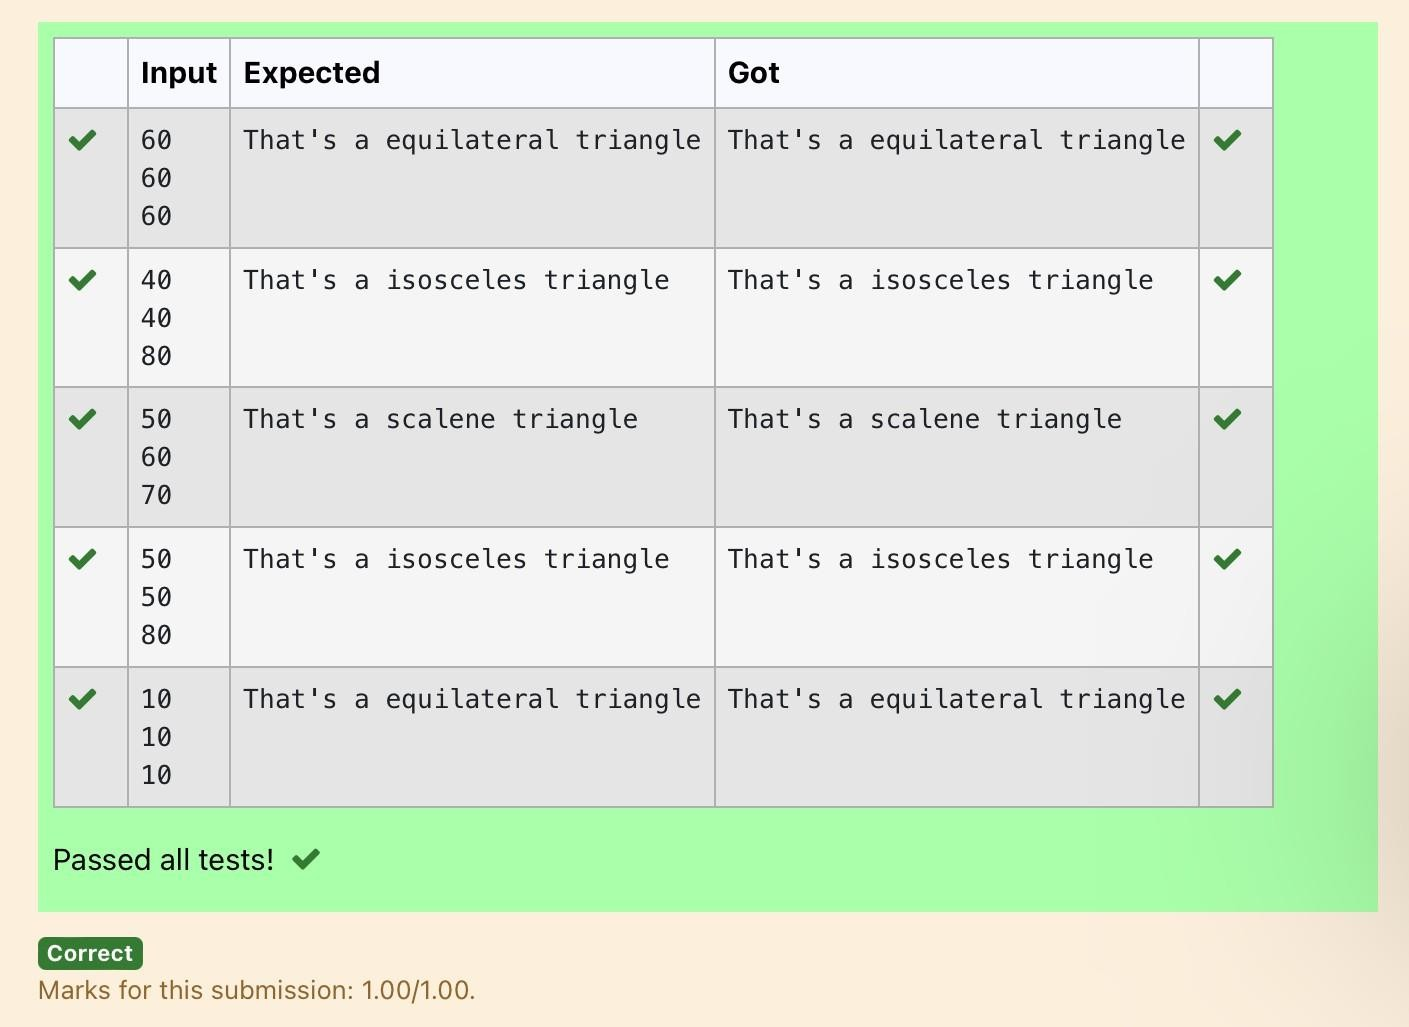 Input Expected Got
60 That's a equilateral triangle That's a equilateral triangle
60
60
40 That's a isosceles triangle That's a isosceles triangle
40
80
50 That's a scalene triangle That's a scalene triangle
60
70
50 That's a isosceles triangle That's a isosceles triangle
50
80
10 That's a equilateral triangle That's a equilateral triangle
10
10
Passed all tests!
Correct
Marks for this submission: 1.00/1.00.